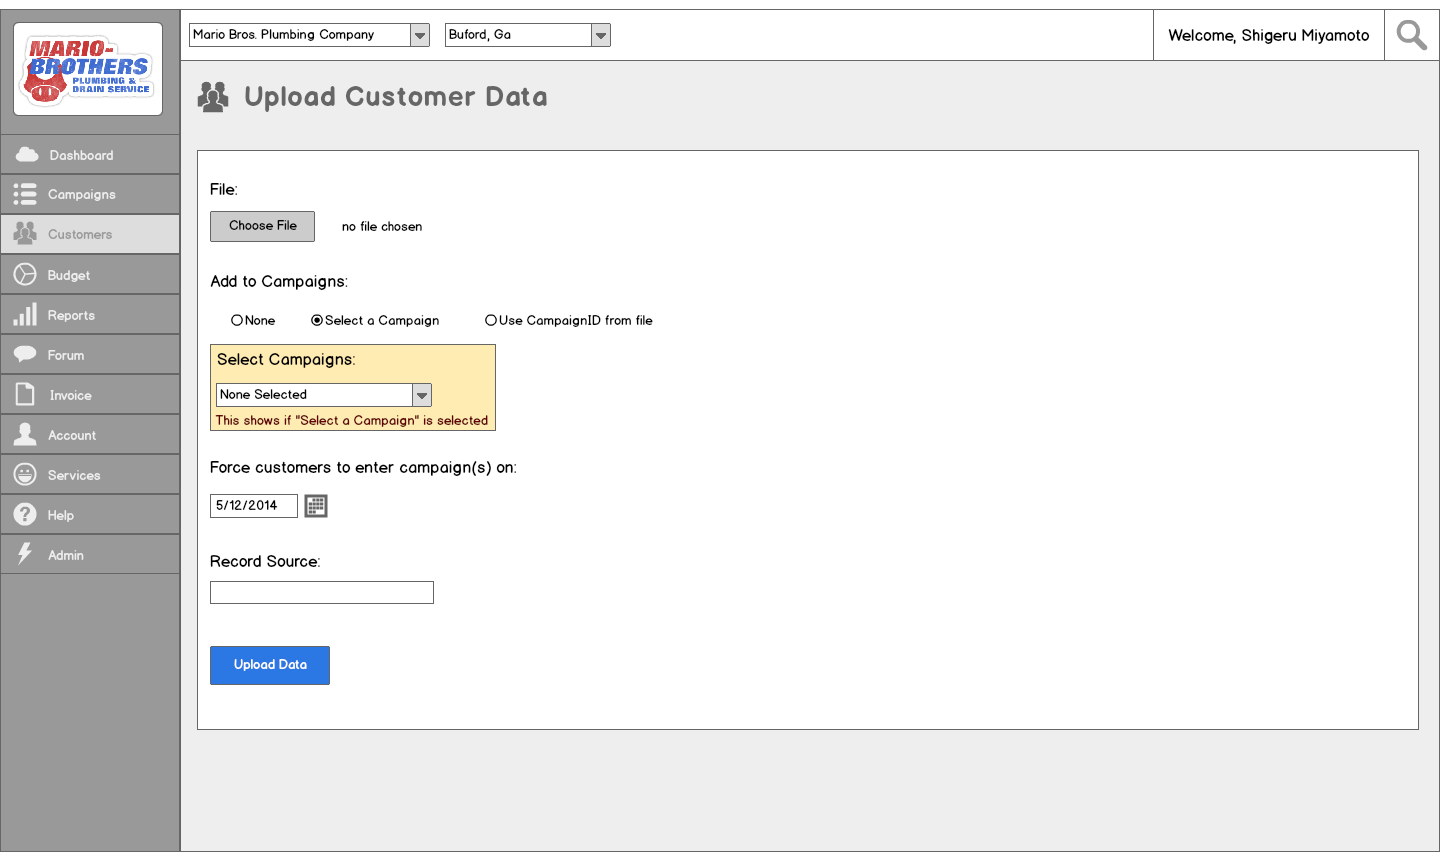 MARIO-
BROTHERS
PLUMBING &
DRAIN SERVICE
Mario Bros. Plumbing Company
Buford, Ga
Welcome, Shigeru Miyamoto
Upload Customer Data
Dashboard
Campaigns
Customers
Budget
Reports
Forum
Invoice
Account
Services
Help
Admin
File:
Choose File
no file chosen
Add to Campaigns:
None
Select a Campaign
Use CampaignID from file
Select Campaigns:
None Selected
This shows if "Select a Campaign" is selected
Force customers to enter campaign(s) on:
5/12/2014
Record Source:
Upload Data